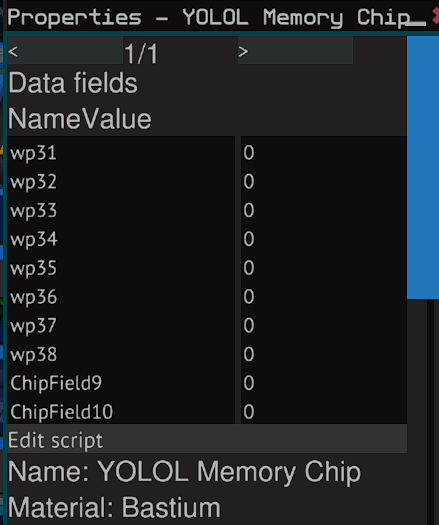 Properties - YOLOL Memory Chip_
< 1/1 >
Data fields
NameValue
wp31 0
wp32 0
wp33 0
wp34 0
wp35 0
wp36 0
wp37 0
wp38 0
ChipField9 0
ChipField10 0
Edit script
Name: YOLOL Memory Chip
Material: Bastium